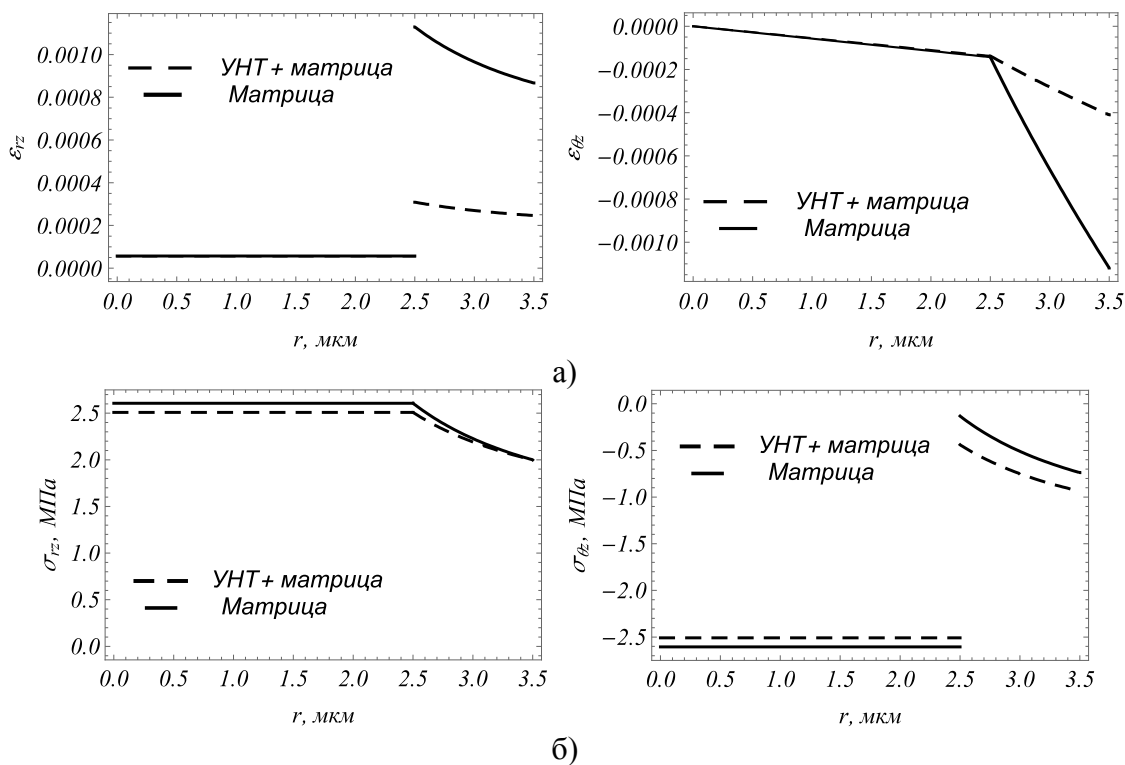 0.0010
0.0008
0.0006
0.0004
0.0002
0.0000
ε_rz
УНТ+ матрица
Матрица
0.0 0.5 1.0 1.5 2.0 2.5 3.0 3.5
r, мкм
0.0000
−0.0002
−0.0004
−0.0006
−0.0008
−0.0010
ε_θz
УНТ+ матрица
Матрица
0.0 0.5 1.0 1.5 2.0 2.5 3.0 3.5
r, мкм
а)
2.5
2.0
1.5
1.0
0.5
0.0
σ_rz, МПа
УНТ+ матрица
Матрица
0.0 0.5 1.0 1.5 2.0 2.5 3.0 3.5
r, мкм
0.0
−0.5
−1.0
−1.5
−2.0
−2.5
σ_θz, МПа
УНТ+ матрица
Матрица
0.0 0.5 1.0 1.5 2.0 2.5 3.0 3.5
r, мкм
б)